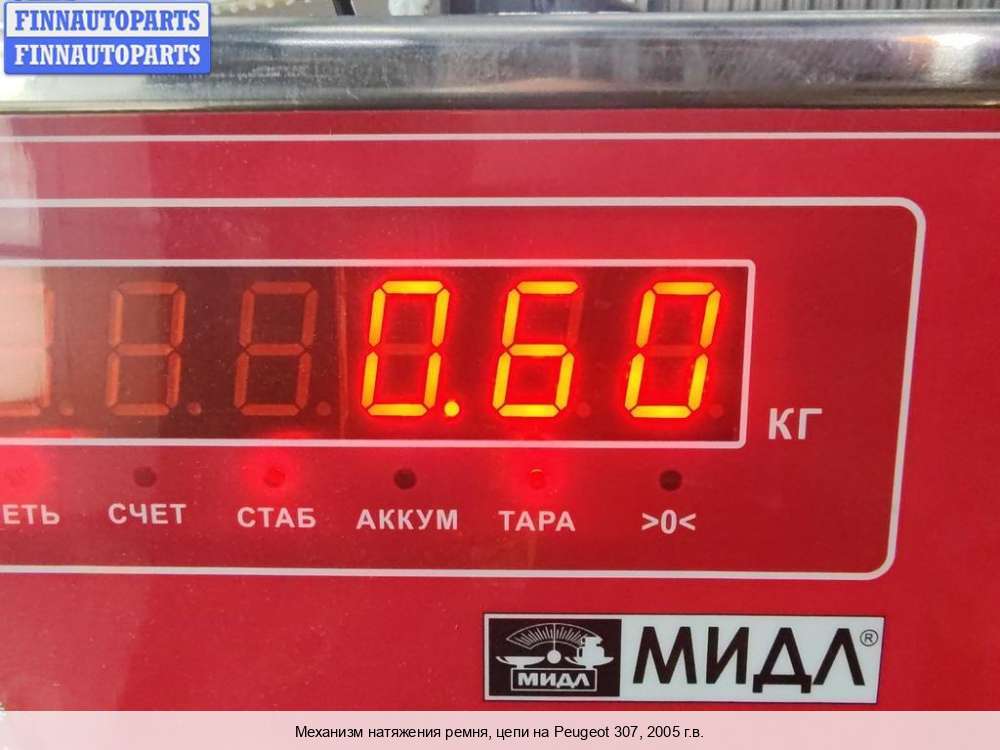 FINNAUTOPARTS
FINNAUTOPARTS
0.60
КГ
СЧЕТ СТАБ АККУМ ТАРА >0<
МИДЛ МИДЛ®
Механизм натяжения ремня, цепи на Peugeot 307, 2005 г.в.